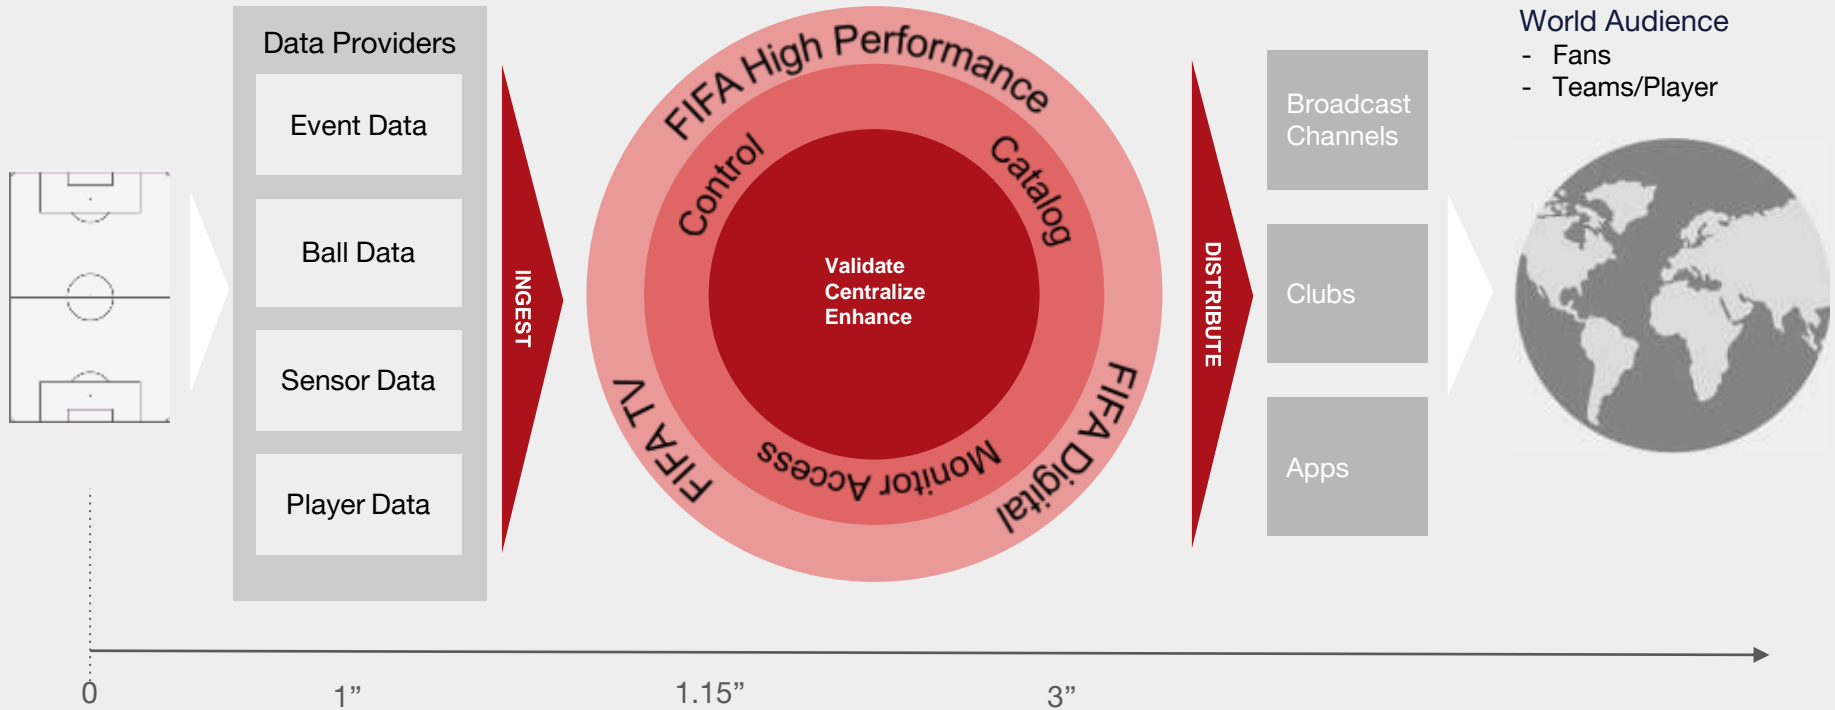 Data Providers
Event Data
Ball Data
Sensor Data
Player Data
INGEST
FIFA High Performance
Control
Catalog
Validate
Centralize
Enhance
Monitor Access
FIFA TV
FIFA Digital
DISTRIBUTE
Broadcast
Channels
Clubs
Apps
World Audience
- Fans
- Teams/Player
0
1”
1.15”
3”